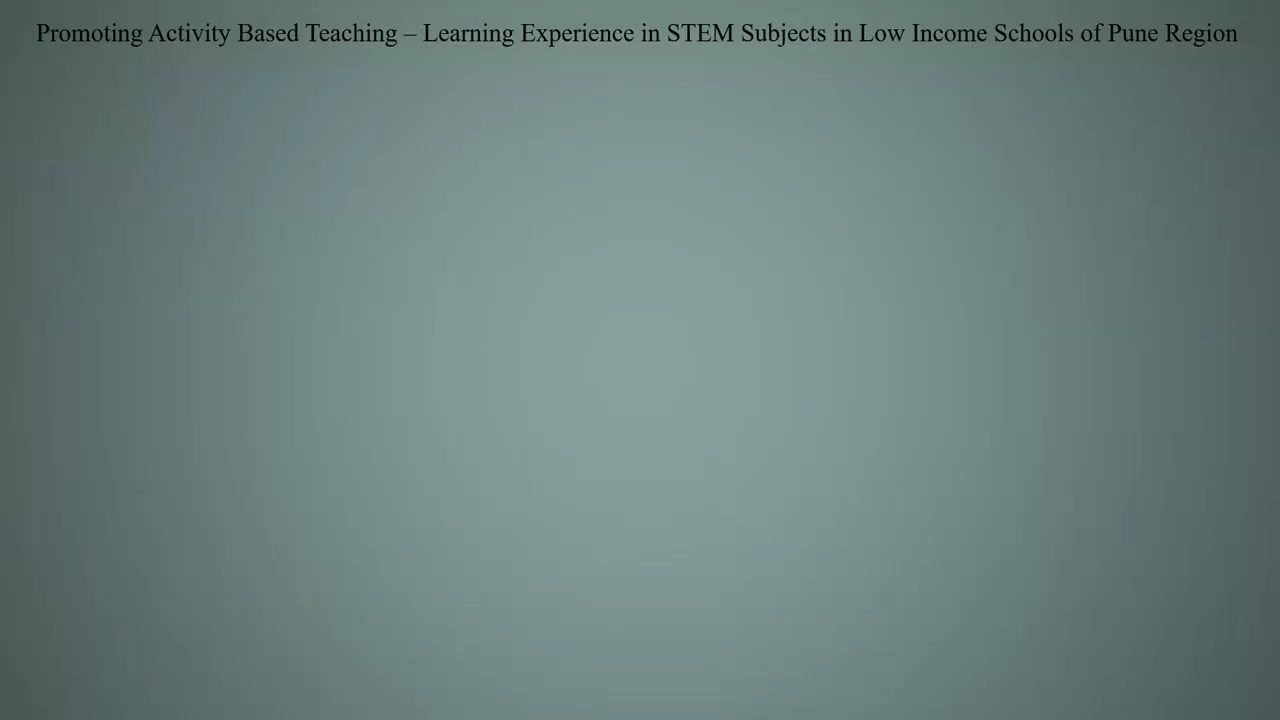 Promoting Activity Based Teaching – Learning Experience in STEM Subjects in Low Income Schools of Pune Region